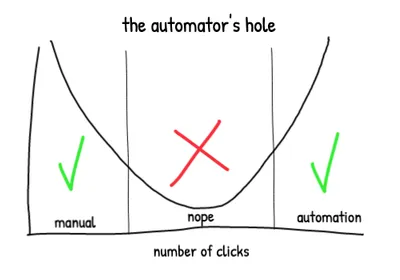 the automator's hole
manual
nope
automation
number of clicks